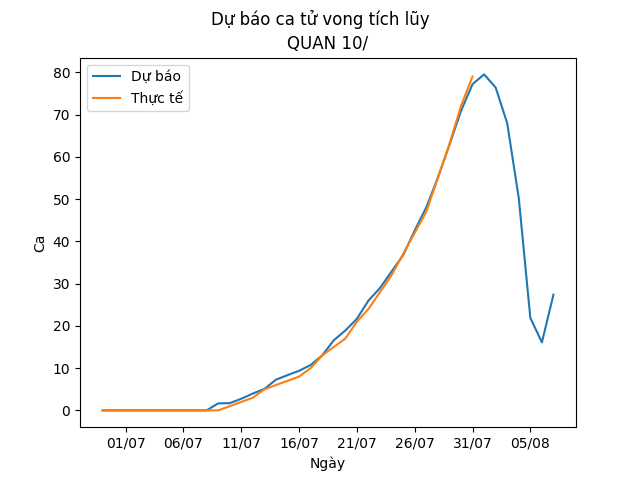 Dự báo ca tử vong tích lũy
QUAN 10/
Dự báo
Thực tế
80
70
60
50
40
30
20
10
0
Ca
01/07 06/07 11/07 16/07 21/07 26/07 31/07 05/08
Ngày